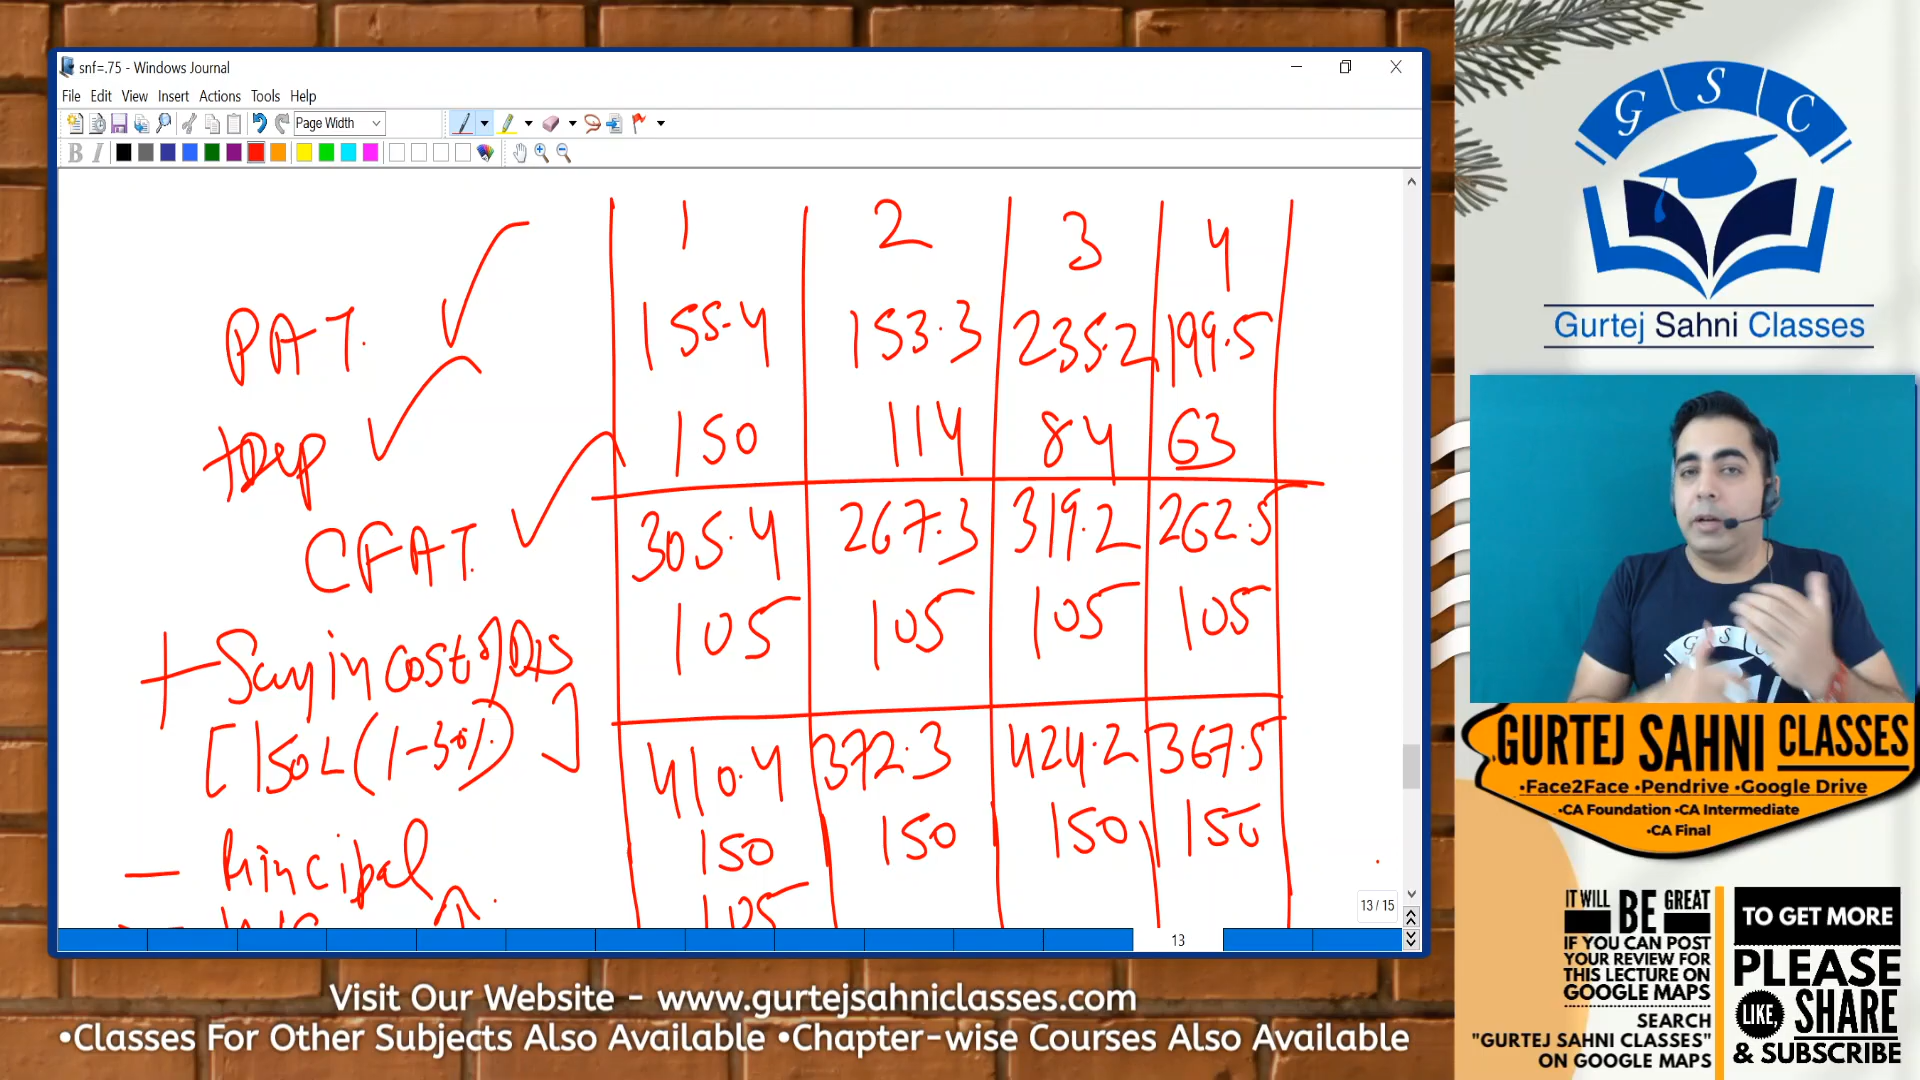 snf=.75 - Windows Journal
File Edit View Insert Actions Tools Help
Page Width
B I
1 2 3 4
PAT. 155.4 153.3 235.2 199.5
+Dep 150 114 84 63
CFAT. 305.4 267.3 319.2 262.5
+ in cost of 105 105 105 105
[150L(1-30%)] 410.4 372.3 424.2 367.5
- Principal 150 150 150 150
105
13 / 15
13
G S C
Gurtej Sahni Classes
G S C
GURTEJ SAHNI CLASSES
•Face2Face •Pendrive •Google Drive
•CA Foundation •CA Intermediate
•CA Final
IT WILL BE GREAT
IF YOU CAN POST
YOUR REVIEW FOR
THIS LECTURE ON
GOOGLE MAPS
SEARCH
"GURTEJ SAHNI CLASSES"
ON GOOGLE MAPS
TO GET MORE
PLEASE
LIKE, SHARE
& SUBSCRIBE
Visit Our Website - www.gurtejsahniclasses.com
•Classes For Other Subjects Also Available •Chapter-wise Courses Also Available